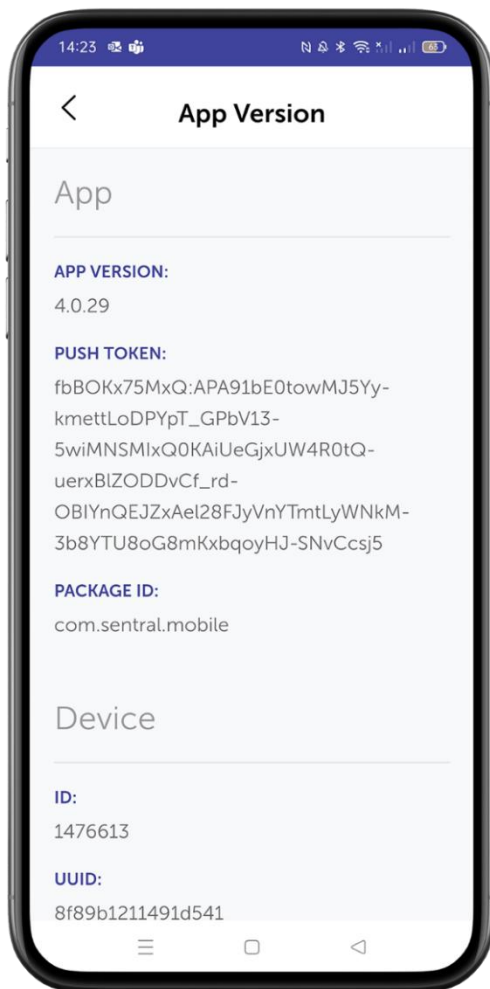 14:23
65
App Version
App
APP VERSION:
4.0.29
PUSH TOKEN:
fbBOKx75MxQ:APA91bE0towMJ5Yy-
kmettLoDPYpT_GPbV13-
5wiMNSMIxQ0KAiUeGjxUW4R0tQ-
uerxBlZODDvCf_rd-
OBIYnQEJZxAel28FJyVnYTmtLyWNkM-
3b8YTU8oG8mKxbqoyHJ-SNvCcsj5
PACKAGE ID:
com.sentral.mobile
Device
ID:
1476613
UUID:
8f89b1211491d541